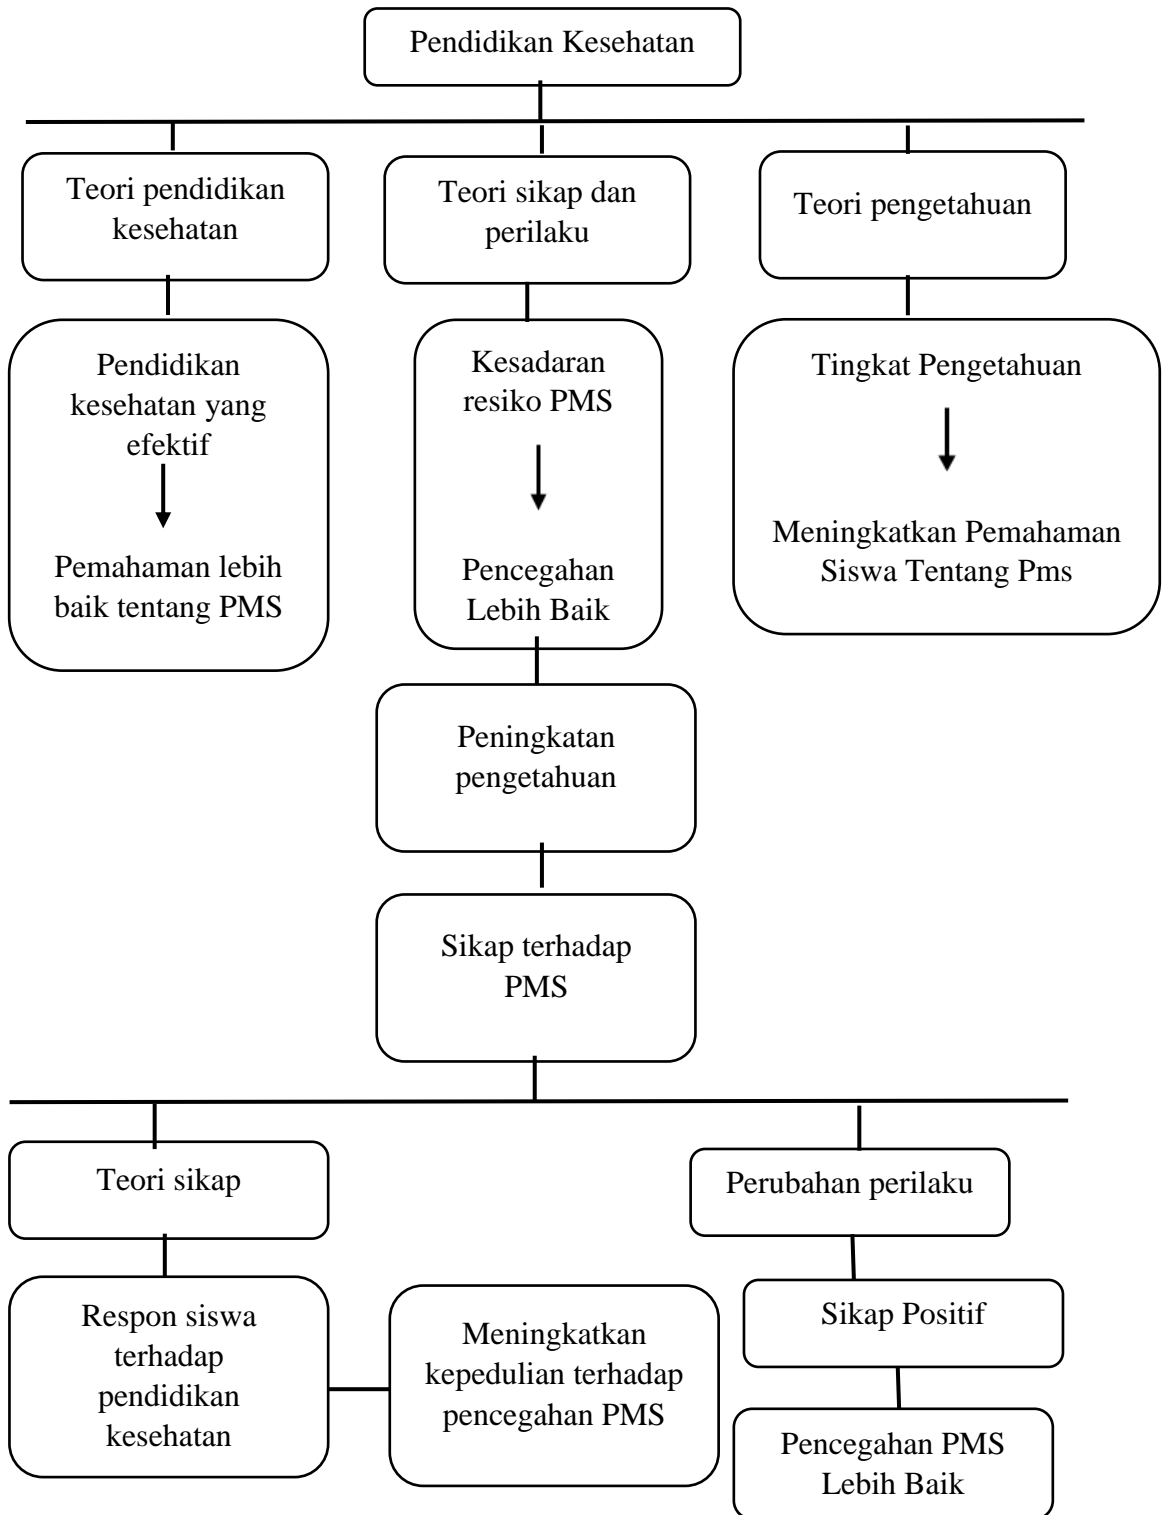 Pendidikan Kesehatan
Teori pendidikan
kesehatan
Teori sikap dan
perilaku
Teori pengetahuan
Pendidikan
kesehatan yang
efektif
Pemahaman lebih
baik tentang PMS
Kesadaran
resiko PMS
Pencegahan
Lebih Baik
Tingkat Pengetahuan
Meningkatkan Pemahaman
Siswa Tentang Pms
Peningkatan
pengetahuan
Sikap terhadap
PMS
Teori sikap
Perubahan perilaku
Respon siswa
terhadap
pendidikan
kesehatan
Meningkatkan
kepedulian terhadap
pencegahan PMS
Sikap Positif
Pencegahan PMS
Lebih Baik